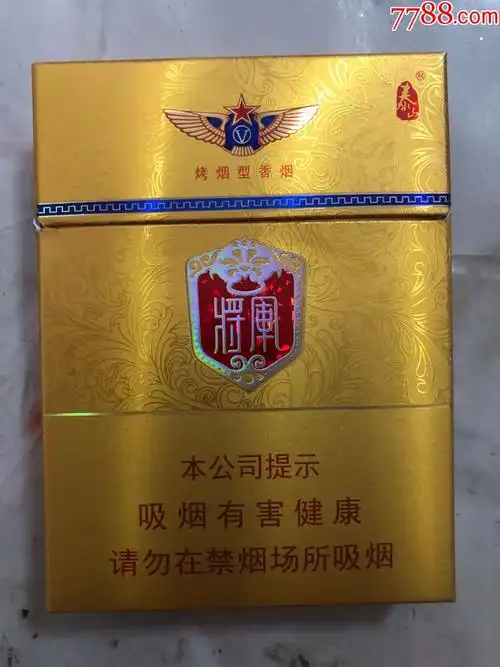 7788.com
泰山®
V
烤烟型香烟
将军
本公司提示
吸烟有害健康
请勿在禁烟场所吸烟